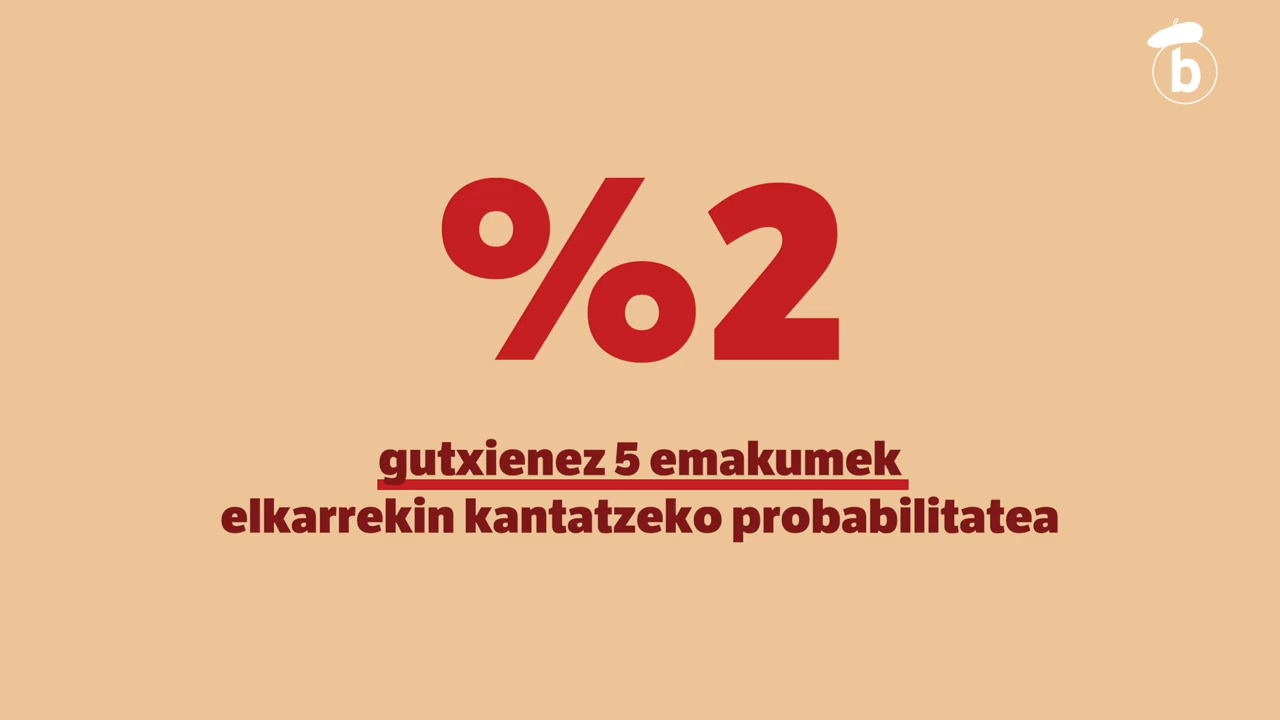 b
%2
gutxienez 5 emakumek
elkarrekin kantatzeko probabilitatea